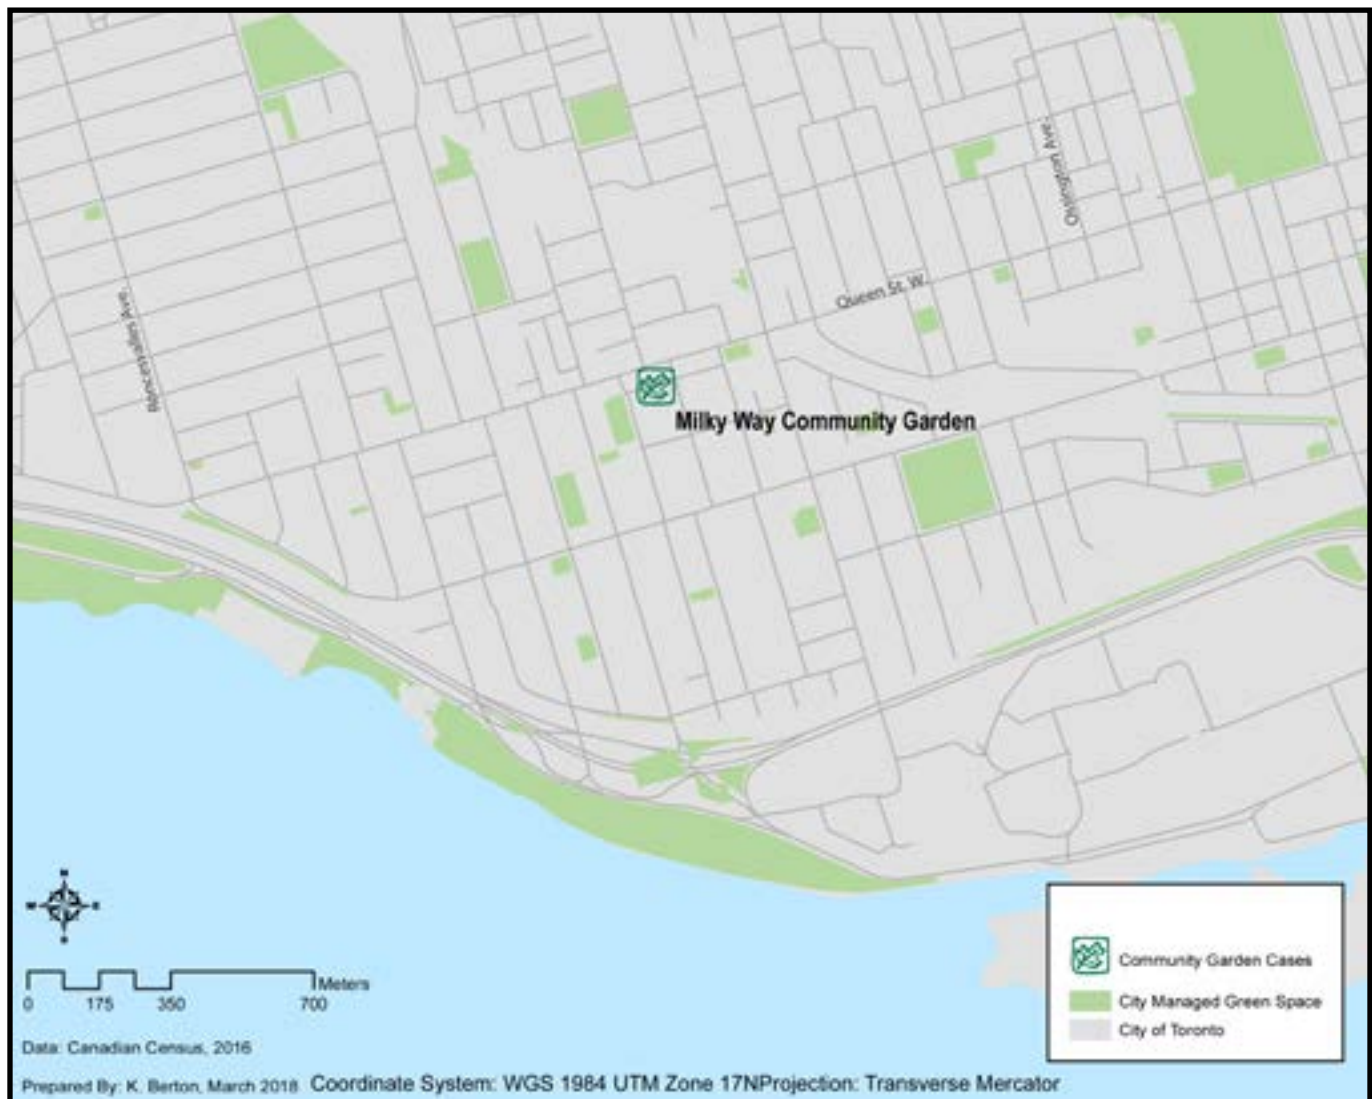 Ossington Ave.
Queen St. W.
Roncesvalles Ave.
Milky Way Community Garden
N
W E
S
Meters
0 175 350 700
Data: Canadian Census, 2016
Prepared By: K. Berton, March 2018 Coordinate System: WGS 1984 UTM Zone 17NProjection: Transverse Mercator
Community Garden Cases
City Managed Green Space
City of Toronto